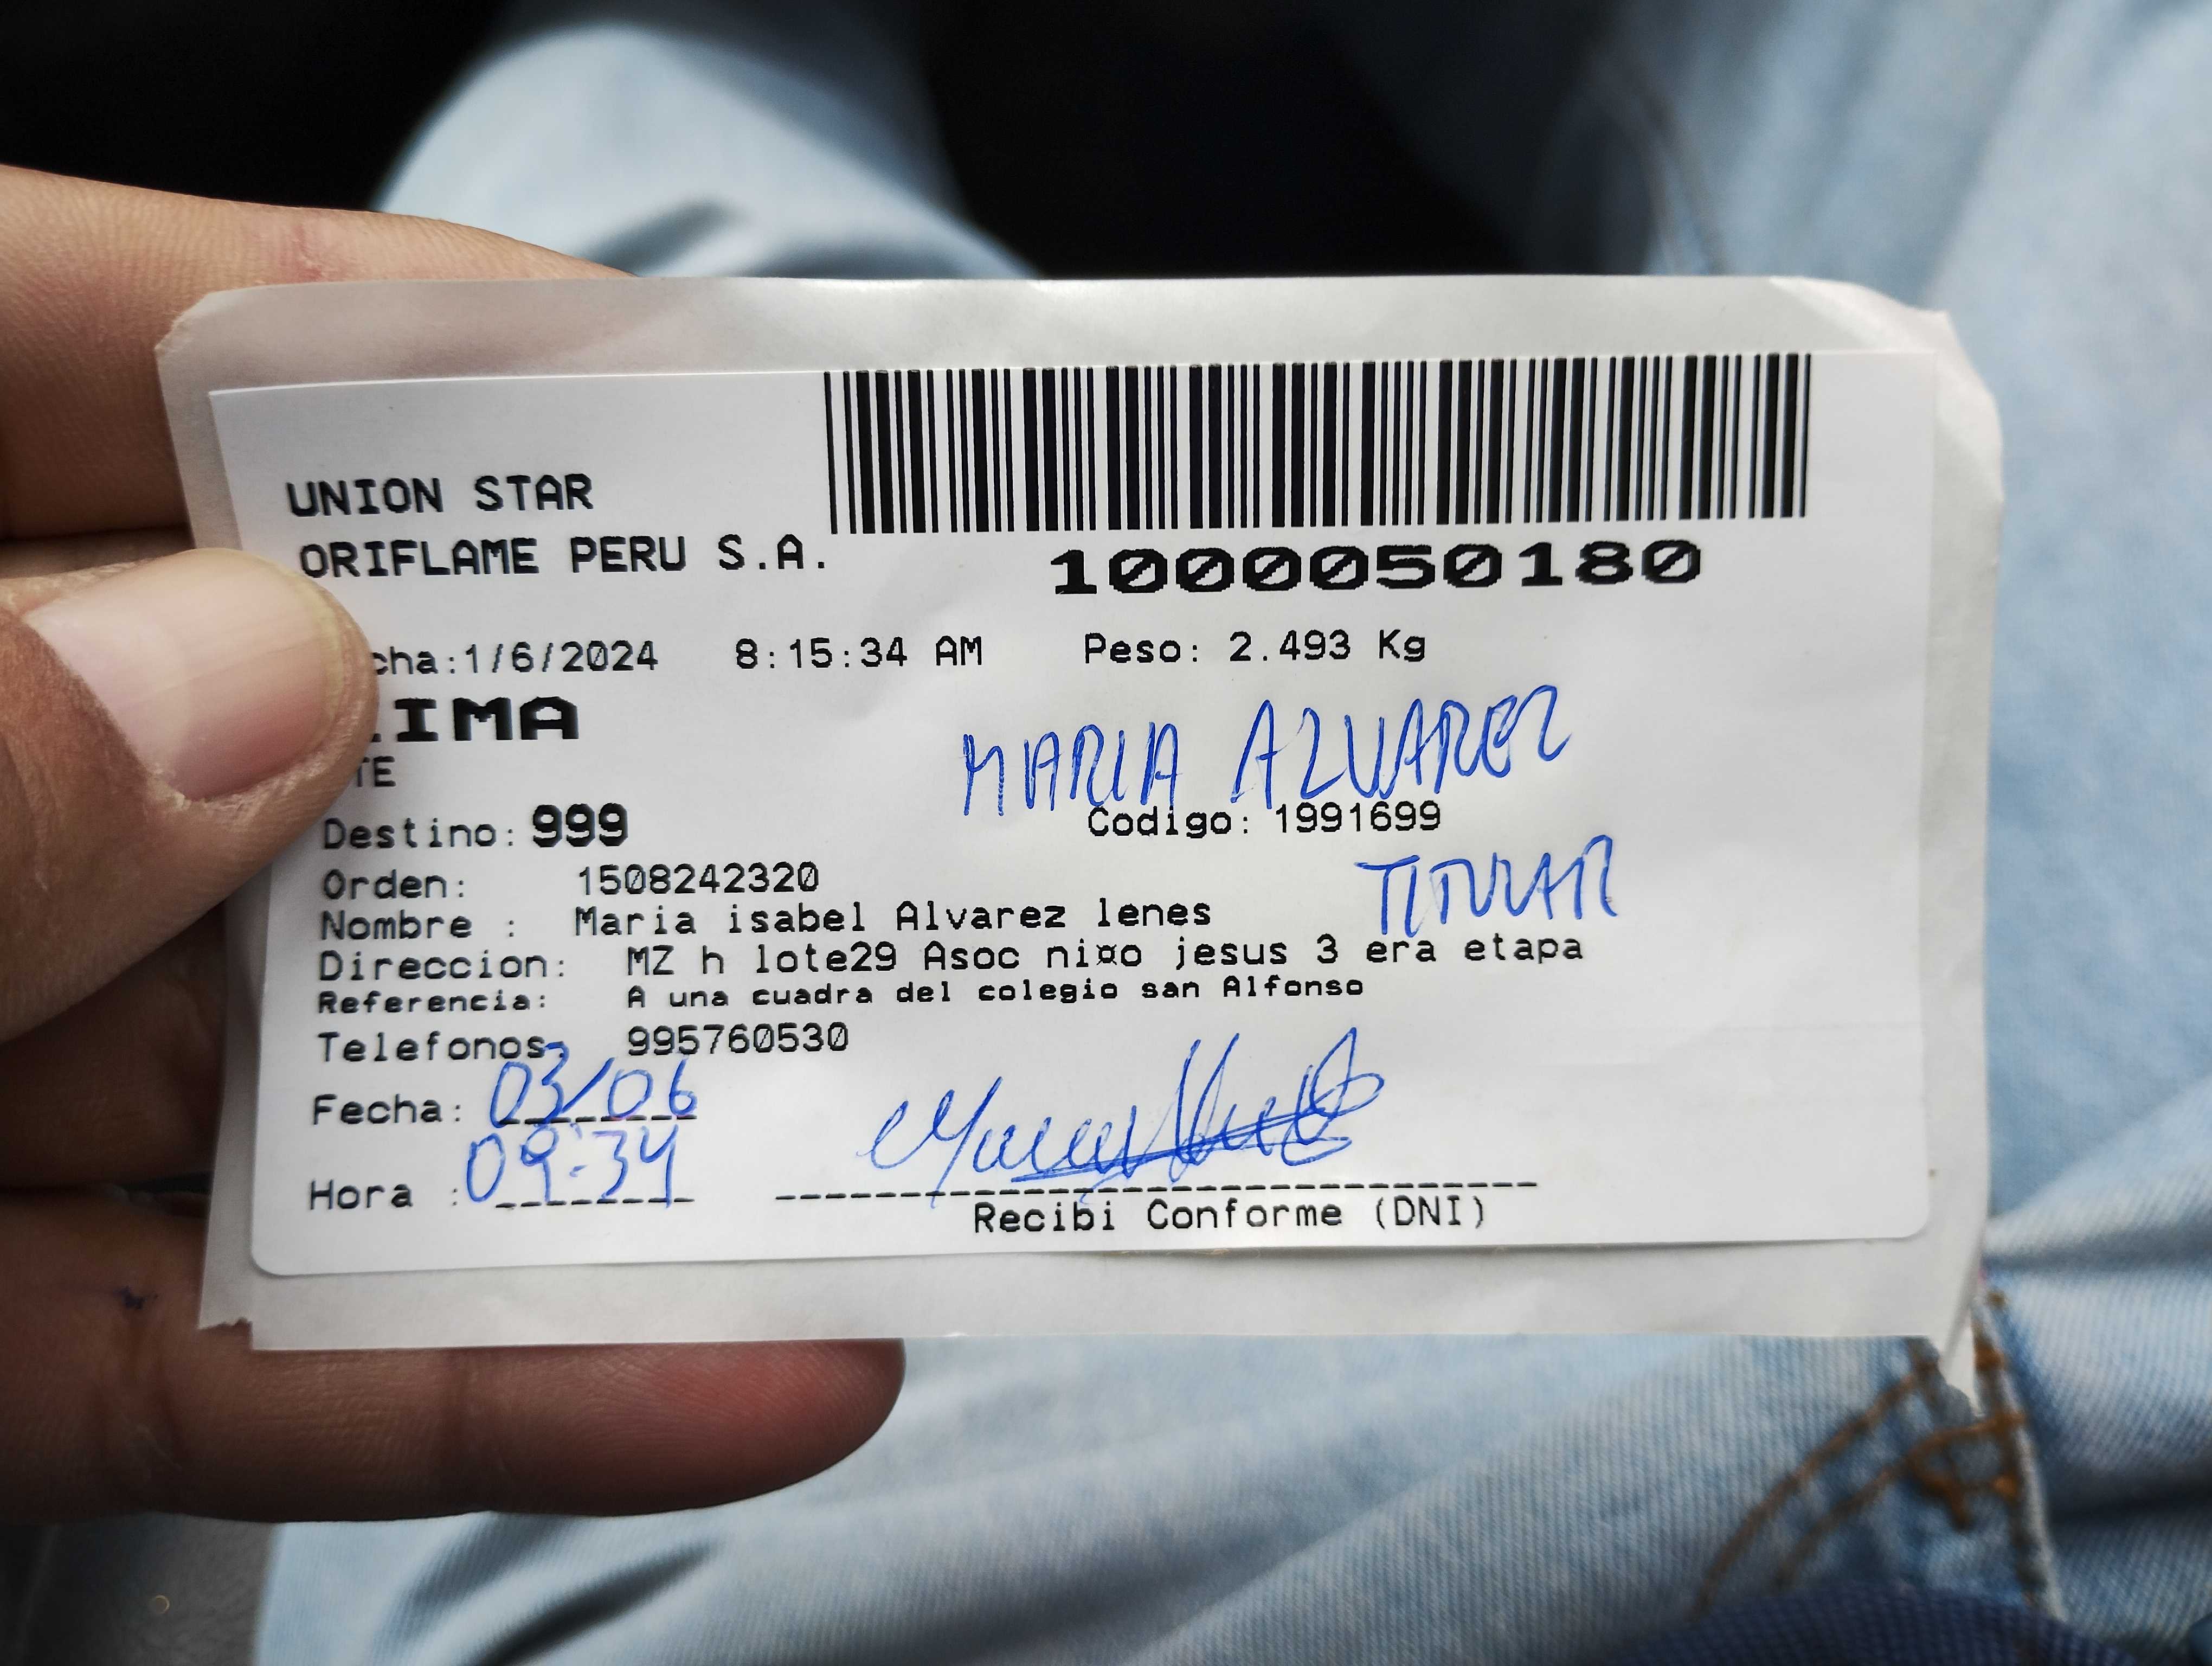 UNION STAR
ORIFLAME PERU S.A.
1000050180
cha:1/6/2024 8:15:34 AM Peso: 2.493 Kg
IMA
MARIA ALVAREZ
TE
Destino: 999 Codigo: 1991699
Orden: 1508242320
TITULAR
Nombre : Maria isabel Alvarez lenes
Direccion: MZ h lote29 Asoc ni¤o jesus 3 era etapa
Referencia: A una cuadra del colegio san Alfonso
Telefonos: 995760530
Fecha: 03/06
Hora : 09:34
Recibi Conforme (DNI)